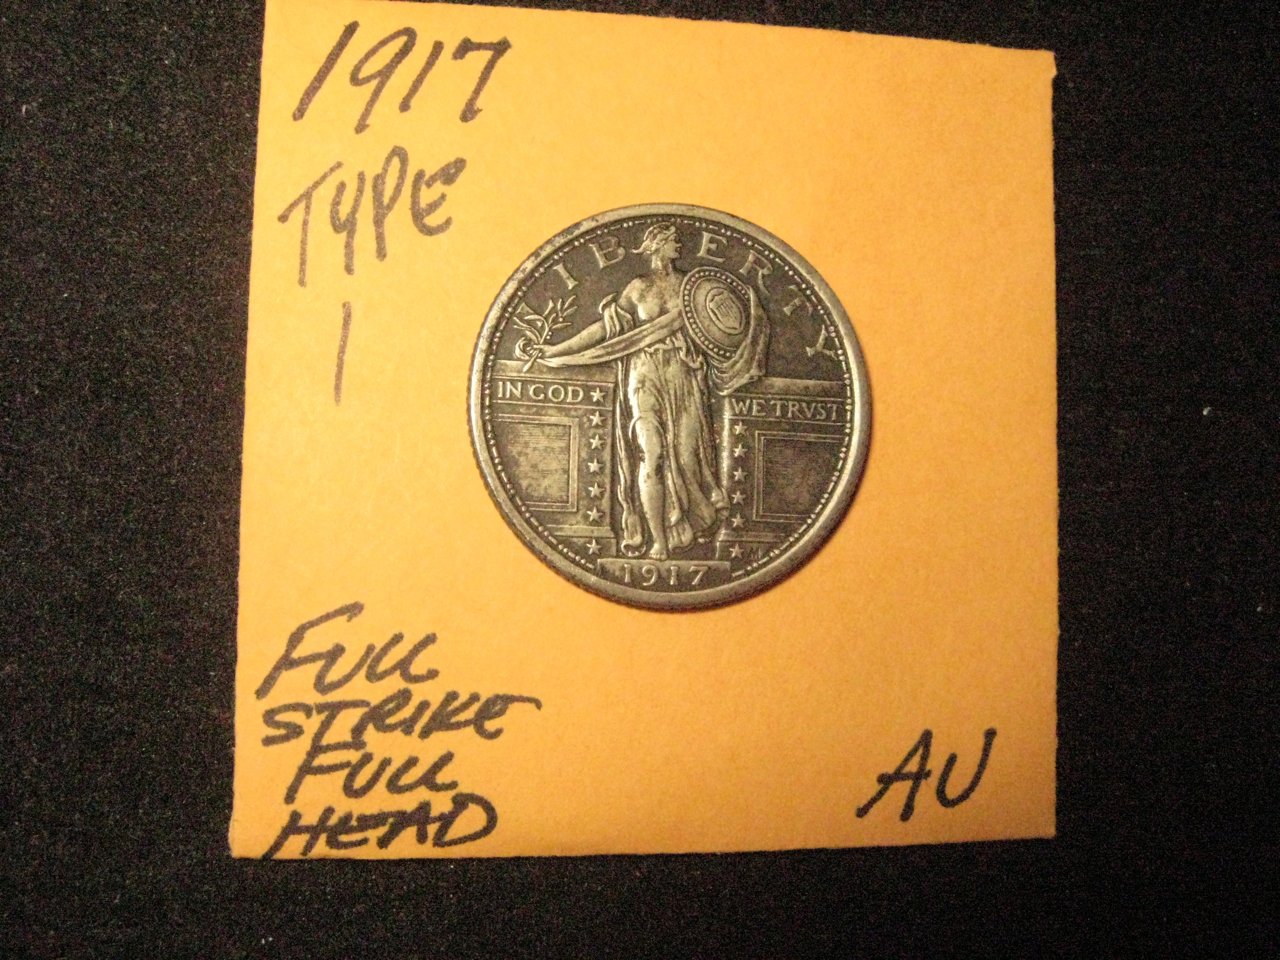 1917
TYPE
1
LIBERTY
IN GOD
WE TRVST
M
1917
FULL
STRIKE
FULL
HEAD
AU